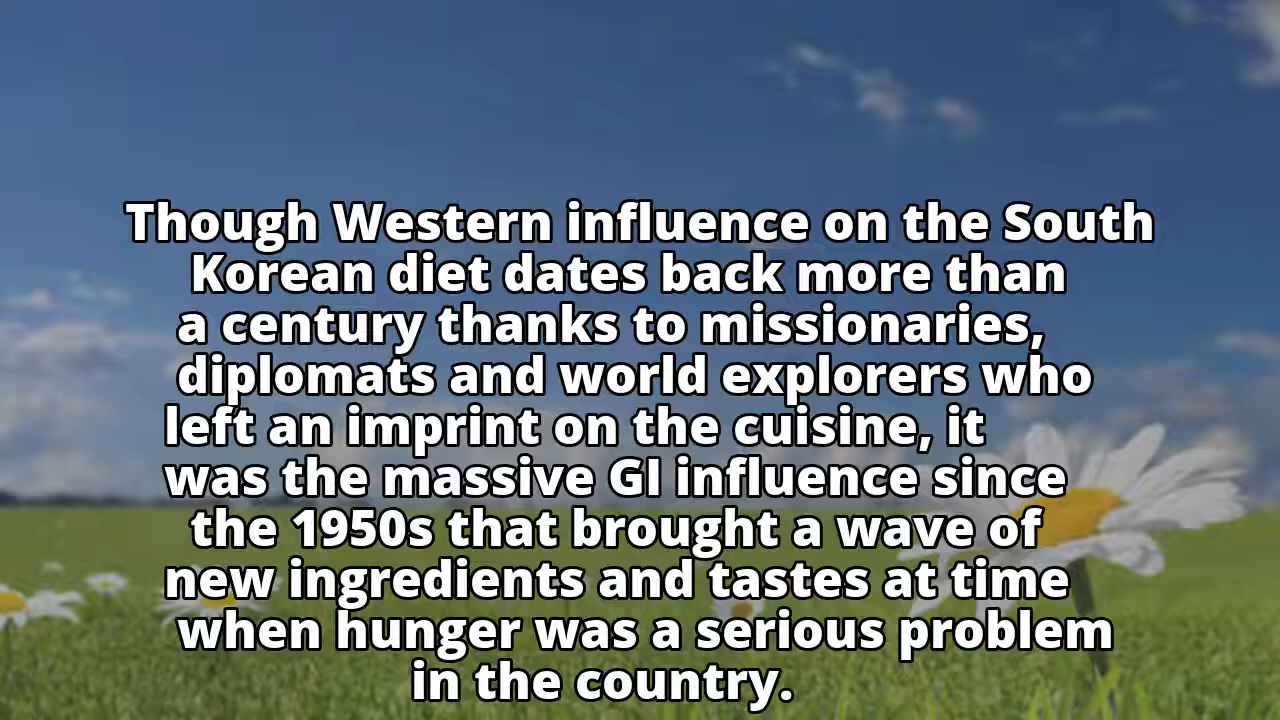 Though Western influence on the South
Korean diet dates back more than
a century thanks to missionaries,
diplomats and world explorers who
left an imprint on the cuisine, it
was the massive GI influence since
the 1950s that brought a wave of
new ingredients and tastes at time
when hunger was a serious problem
in the country.